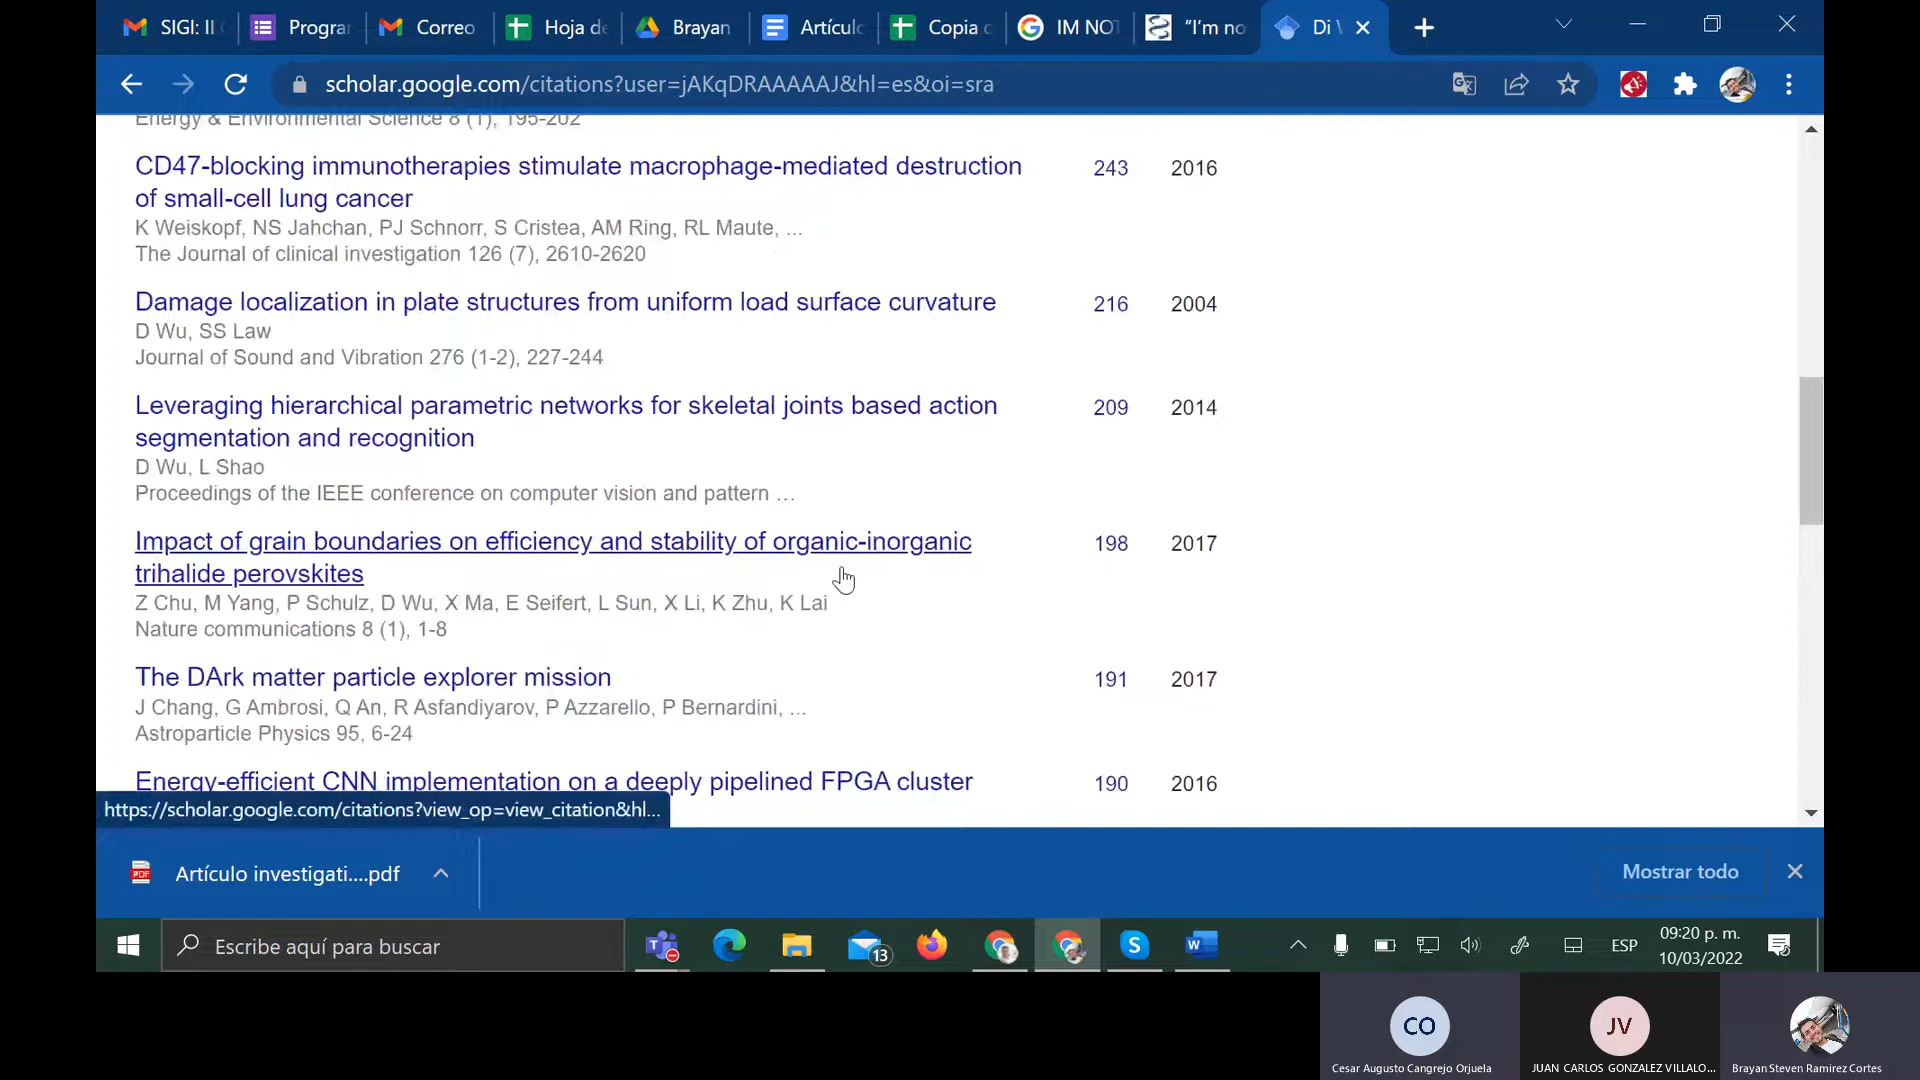 SIGI: II
Prograr
Correo
Hoja de
Brayan
Artículo
Copia c
IM NOT
"I'm no
Di \
scholar.google.com/citations?user=jAKqDRAAAAAJ&hl=es&oi=sra
Energy & Environmental Science 8 (1), 195-202
CD47-blocking immunotherapies stimulate macrophage-mediated destruction
of small-cell lung cancer
243
2016
K Weiskopf, NS Jahchan, PJ Schnorr, S Cristea, AM Ring, RL Maute, ...
The Journal of clinical investigation 126 (7), 2610-2620
Damage localization in plate structures from uniform load surface curvature
216
2004
D Wu, SS Law
Journal of Sound and Vibration 276 (1-2), 227-244
Leveraging hierarchical parametric networks for skeletal joints based action
segmentation and recognition
209
2014
D Wu, L Shao
Proceedings of the IEEE conference on computer vision and pattern …
Impact of grain boundaries on efficiency and stability of organic-inorganic
trihalide perovskites
198
2017
Z Chu, M Yang, P Schulz, D Wu, X Ma, E Seifert, L Sun, X Li, K Zhu, K Lai
Nature communications 8 (1), 1-8
The DArk matter particle explorer mission
191
2017
J Chang, G Ambrosi, Q An, R Asfandiyarov, P Azzarello, P Bernardini, ...
Astroparticle Physics 95, 6-24
Energy-efficient CNN implementation on a deeply pipelined FPGA cluster
190
2016
https://scholar.google.com/citations?view_op=view_citation&hl...
PDF
Artículo investigati....pdf
Mostrar todo
Escribe aquí para buscar
13
ESP
09:20 p. m.
10/03/2022
CO
JV
Cesar Augusto Cangrejo Orjuela
JUAN CARLOS GONZALEZ VILLALO...
Brayan Steven Ramirez Cortes